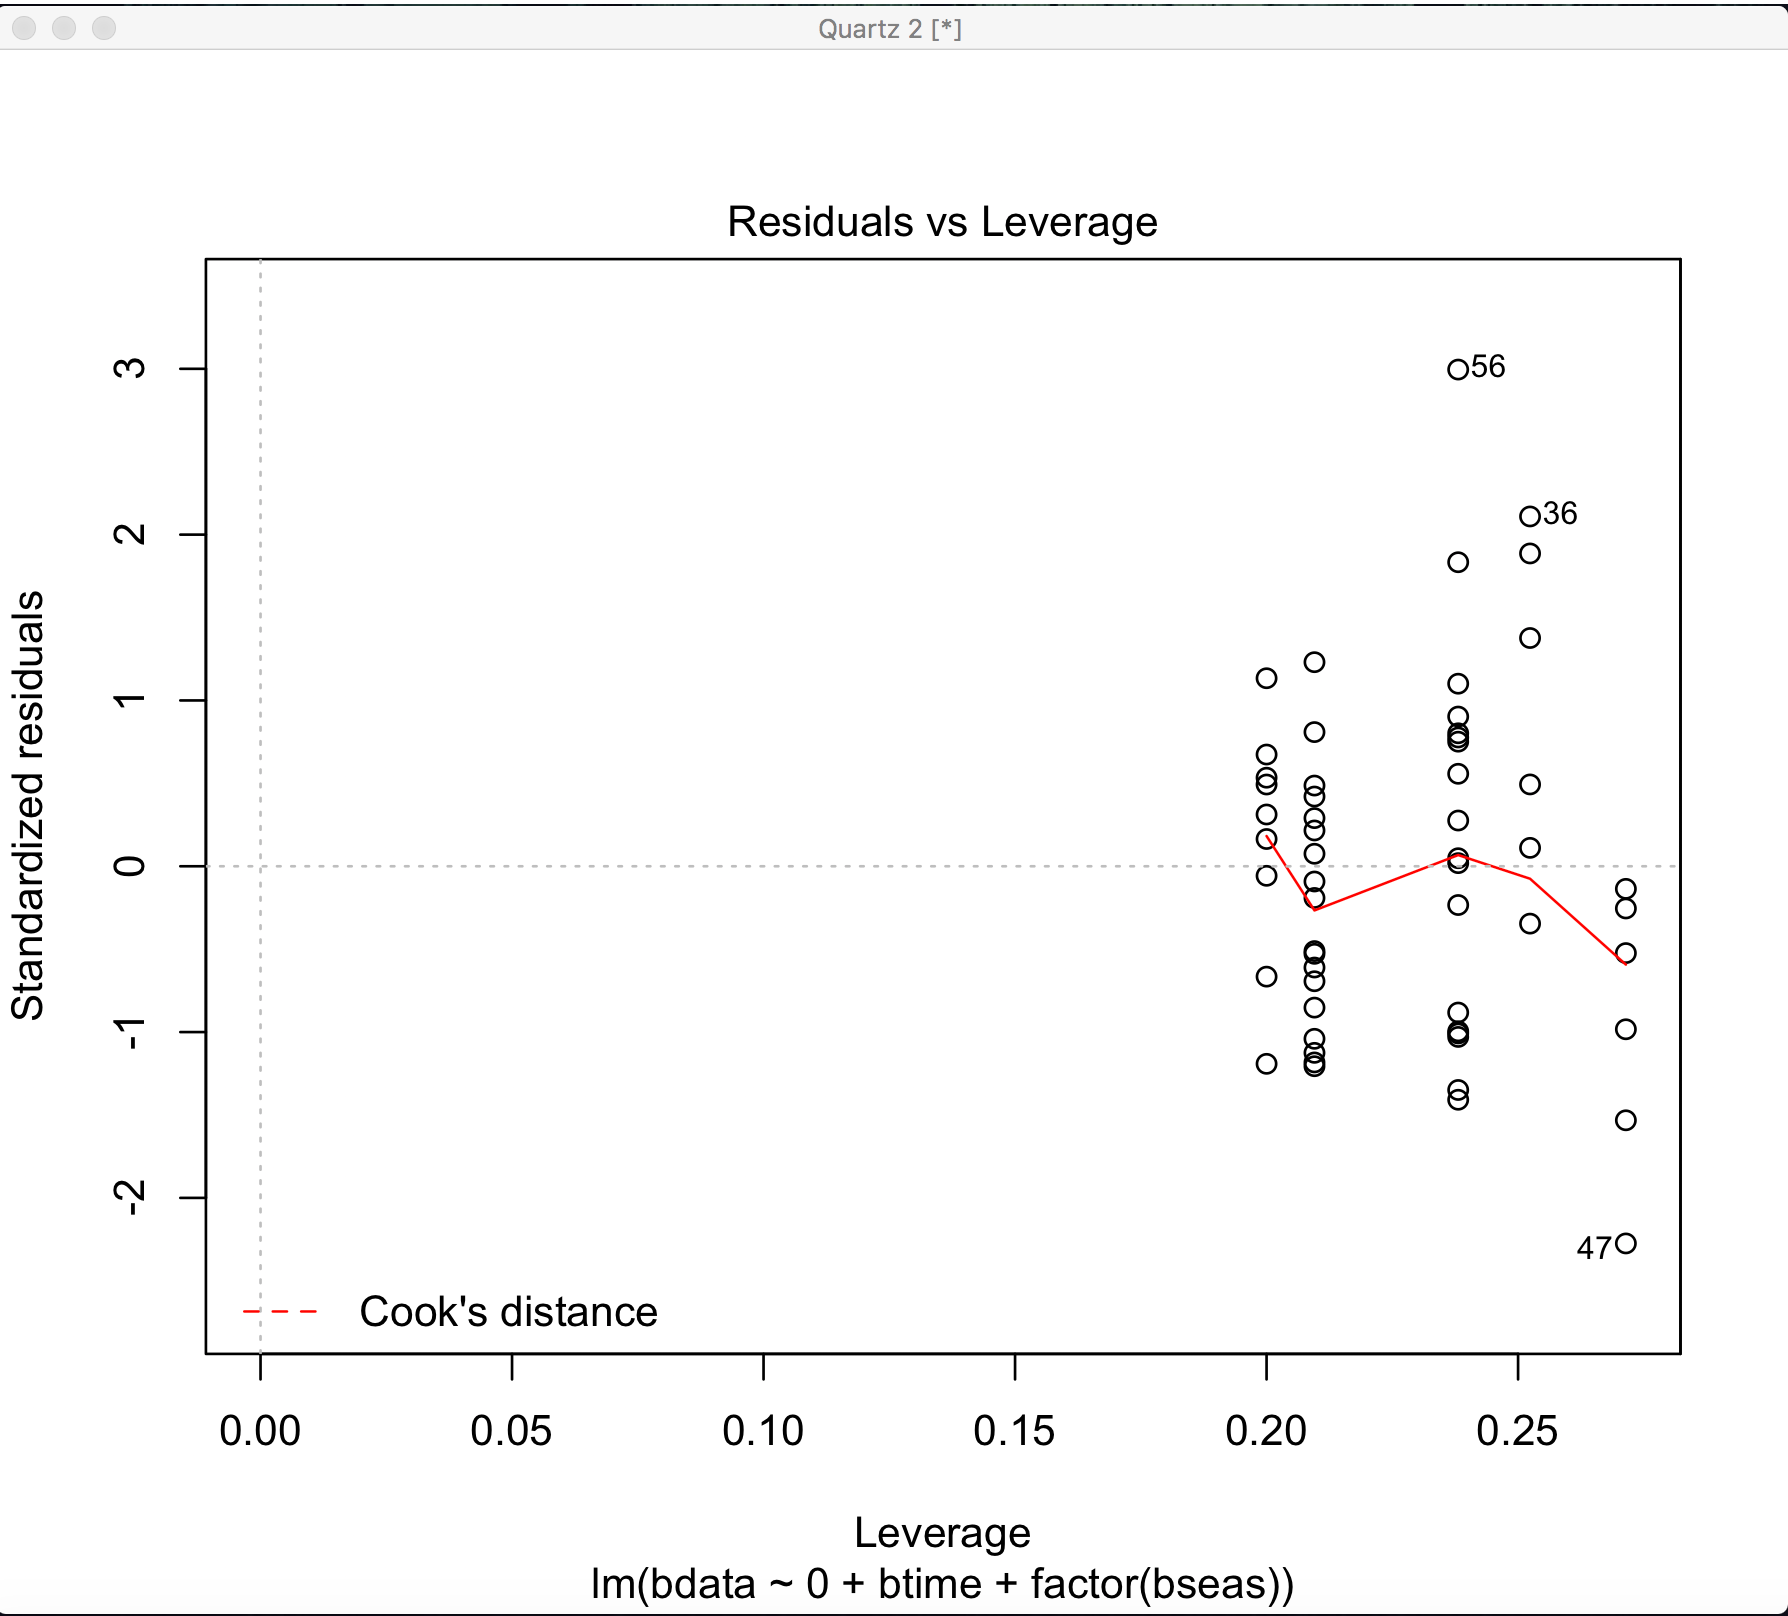 Quartz 2 [*]
Residuals vs Leverage
Standardized residuals
3
2
1
0
-1
-2
56
36
47
Cook's distance
0.00 0.05 0.10 0.15 0.20 0.25
Leverage
lm(bdata ~ 0 + btime + factor(bseas))